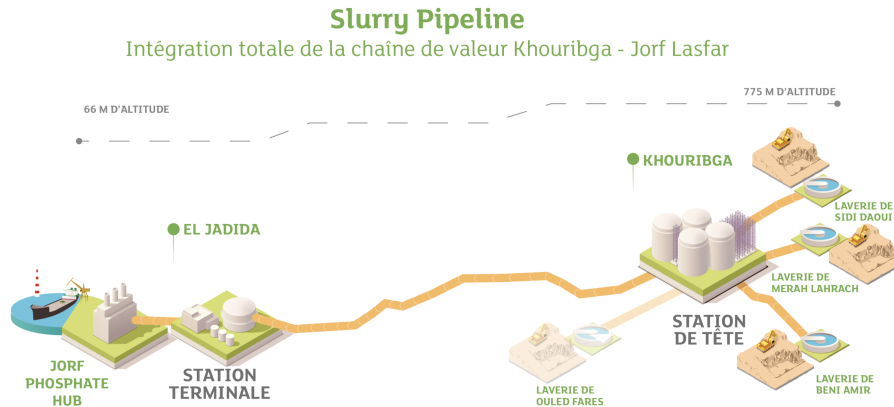 Slurry Pipeline
Intégration totale de la chaîne de valeur Khouribga - Jorf Lasfar
66 M D'ALTITUDE
775 M D'ALTITUDE
KHOURIBGA
EL JADIDA
LAVERIE DE
SIDI DAOUI
LAVERIE DE
MERAH LAHRACH
STATION
DE TÊTE
JORF
PHOSPHATE
HUB
STATION
TERMINALE
LAVERIE DE
OULED FARES
LAVERIE DE
BENI AMIR